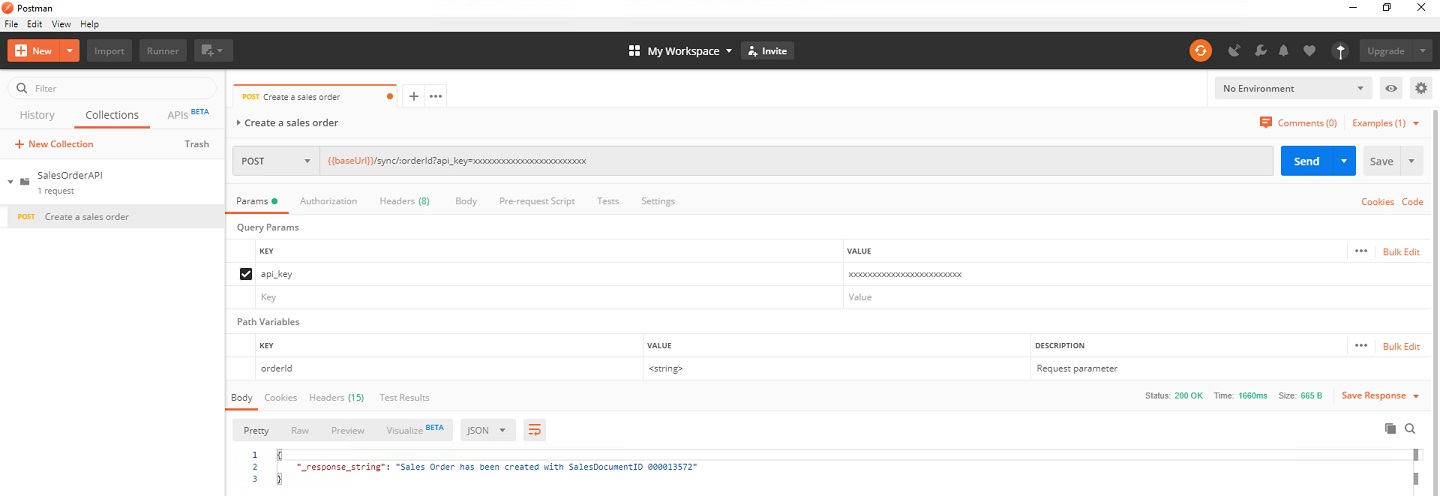 Postman
File Edit View Help
New Import Runner My Workspace Invite Upgrade
Filter
History Collections APIs BETA
New Collection Trash
SalesOrderAPI
1 request
POST Create a sales order
POST Create a sales order
No Environment
Create a sales order Comments (0) Examples (1)
POST {{baseUrl}}/sync/:orderId?api_key=xxxxxxxxxxxxxxxxxxxxxxxx Send Save
Params Authorization Headers (8) Body Pre-request Script Tests Settings Cookies Code
Query Params
KEY VALUE Bulk Edit
api_key xxxxxxxxxxxxxxxxxxxxxxxx
Key Value
Path Variables
KEY VALUE DESCRIPTION Bulk Edit
orderId <string> Request parameter
Body Cookies Headers (15) Test Results Status: 200 OK Time: 1660ms Size: 665 B Save Response
Pretty Raw Preview Visualize BETA JSON
1 {
2 "_response_string": "Sales Order has been created with SalesDocumentID 000013572"
3 }